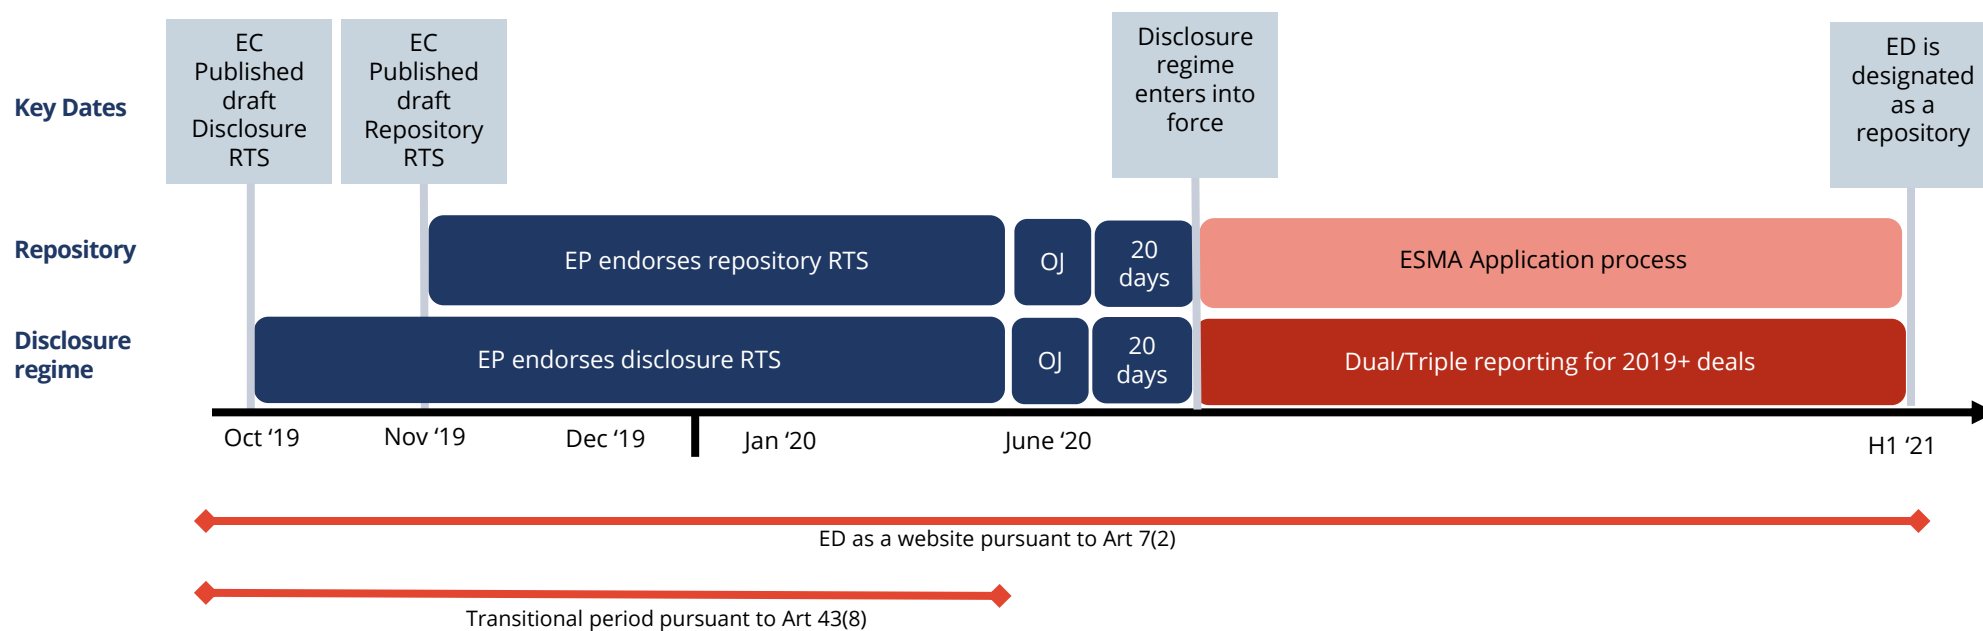 Key Dates
EC
Published
draft
Disclosure
RTS
EC
Published
draft
Repository
RTS
Disclosure
regime
enters into
force
ED is
designated
as a
repository
Repository
EP endorses repository RTS
OJ
20
days
ESMA Application process
Disclosure
regime
EP endorses disclosure RTS
OJ
20
days
Dual/Triple reporting for 2019+ deals
Oct ‘19
Nov ‘19
Dec ‘19
Jan ‘20
June ‘20
H1 ‘21
ED as a website pursuant to Art 7(2)
Transitional period pursuant to Art 43(8)